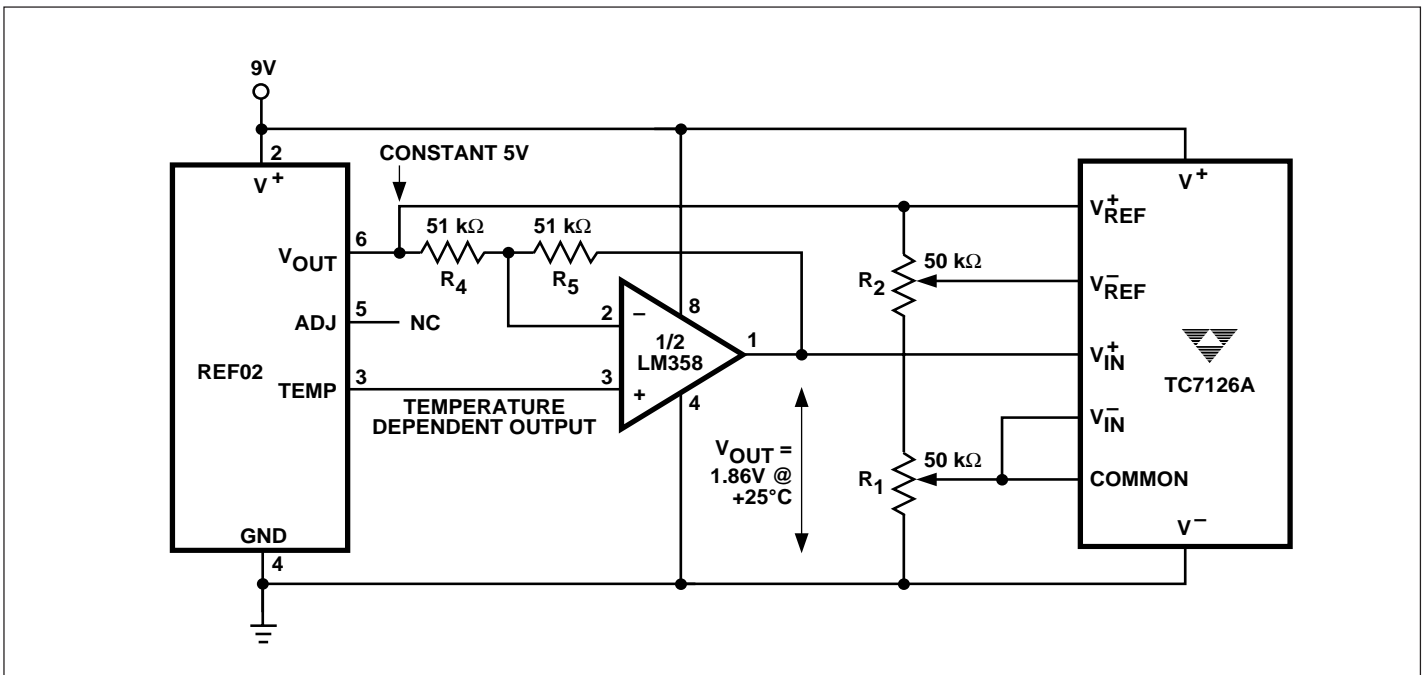 9V
2
V+
CONSTANT 5V
V+
51 kΩ
51 kΩ
V+REF
6
VOUT
R4
R5
50 kΩ
R2
V–REF
5
ADJ
NC
2
–
8
1/2
LM358
1
V+IN
REF02
TC7126A
TEMP
3
3
+
4
TEMPERATURE
DEPENDENT OUTPUT
V–IN
VOUT =
1.86V @
+25°C
50 kΩ
R1
COMMON
V–
GND
4